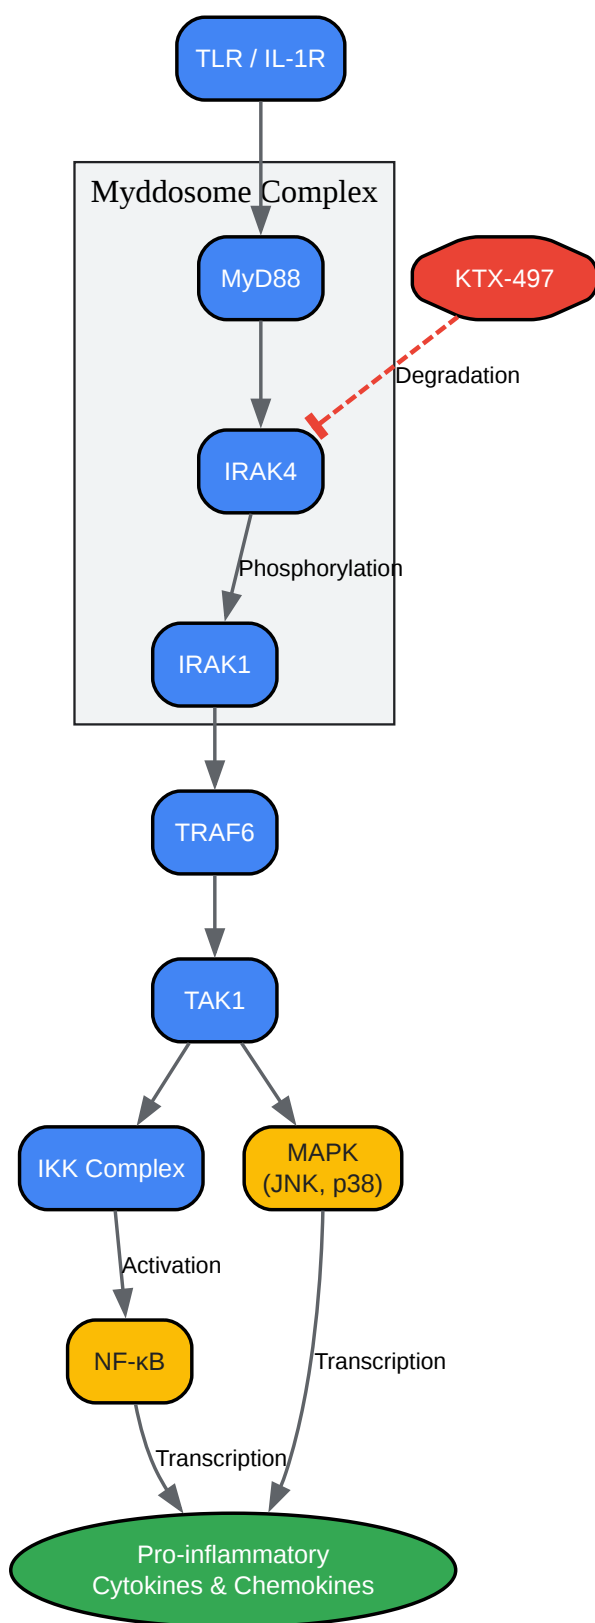 TLR / IL-1R
Myddosome Complex
MyD88
KTX-497
Degradation
IRAK4
Phosphorylation
IRAK1
TRAF6
TAK1
IKK Complex
MAPK
(JNK, p38)
Activation
NF-κB
Transcription
Transcription
Pro-inflammatory
Cytokines & Chemokines